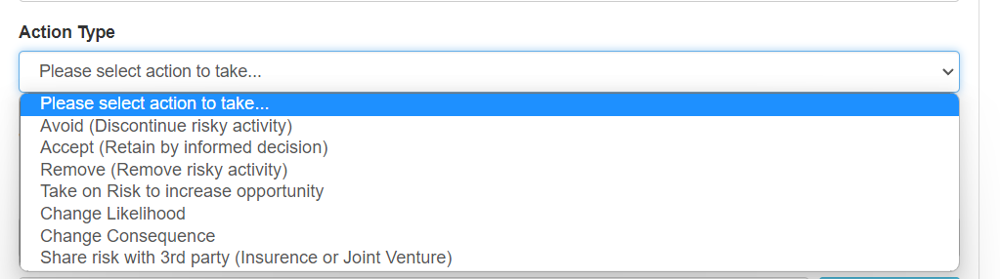 Action Type
Please select action to take...
Please select action to take...
Avoid (Discontinue risky activity)
Accept (Retain by informed decision)
Remove (Remove risky activity)
Take on Risk to increase opportunity
Change Likelihood
Change Consequence
Share risk with 3rd party (Insurence or Joint Venture)